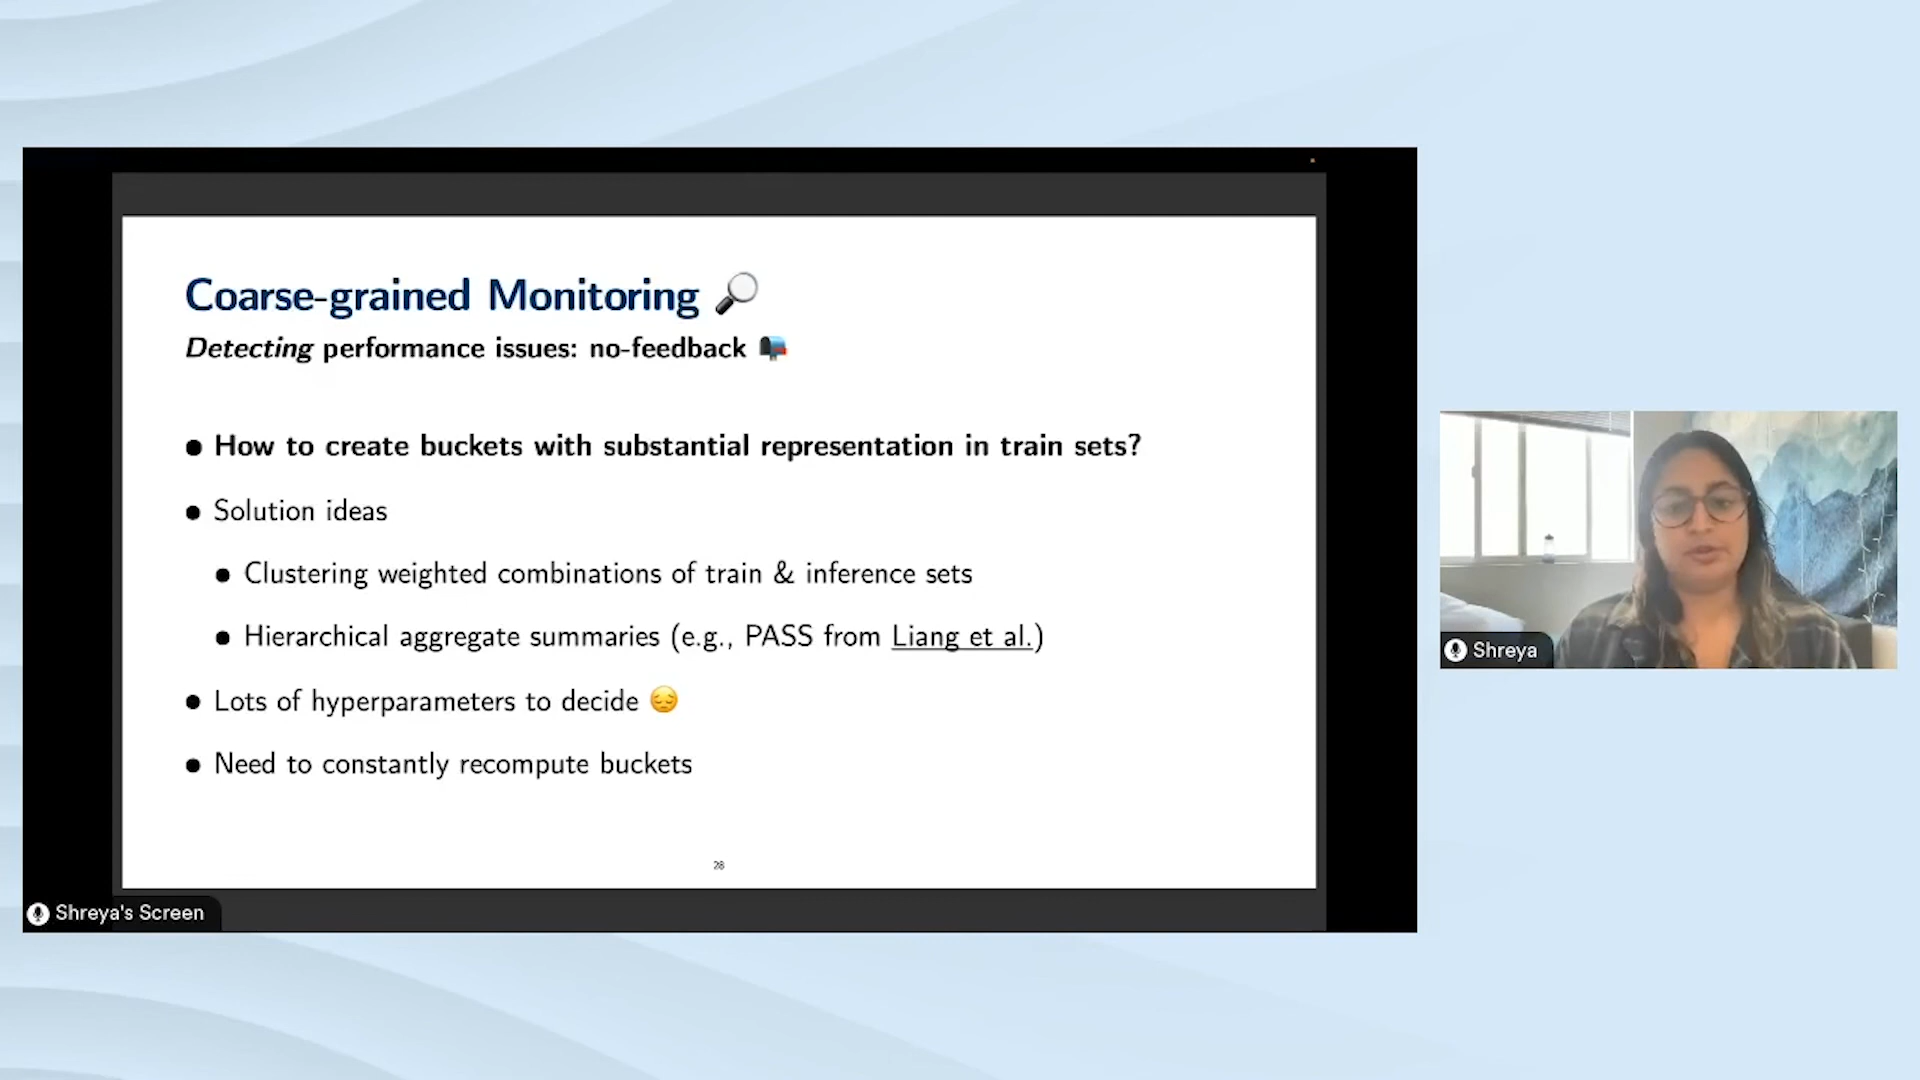 Coarse-grained Monitoring
Detecting performance issues: no-feedback
How to create buckets with substantial representation in train sets?
Solution ideas
Clustering weighted combinations of train & inference sets
Hierarchical aggregate summaries (e.g., PASS from Liang et al.)
Lots of hyperparameters to decide
Need to constantly recompute buckets
28
Shreya's Screen
Shreya